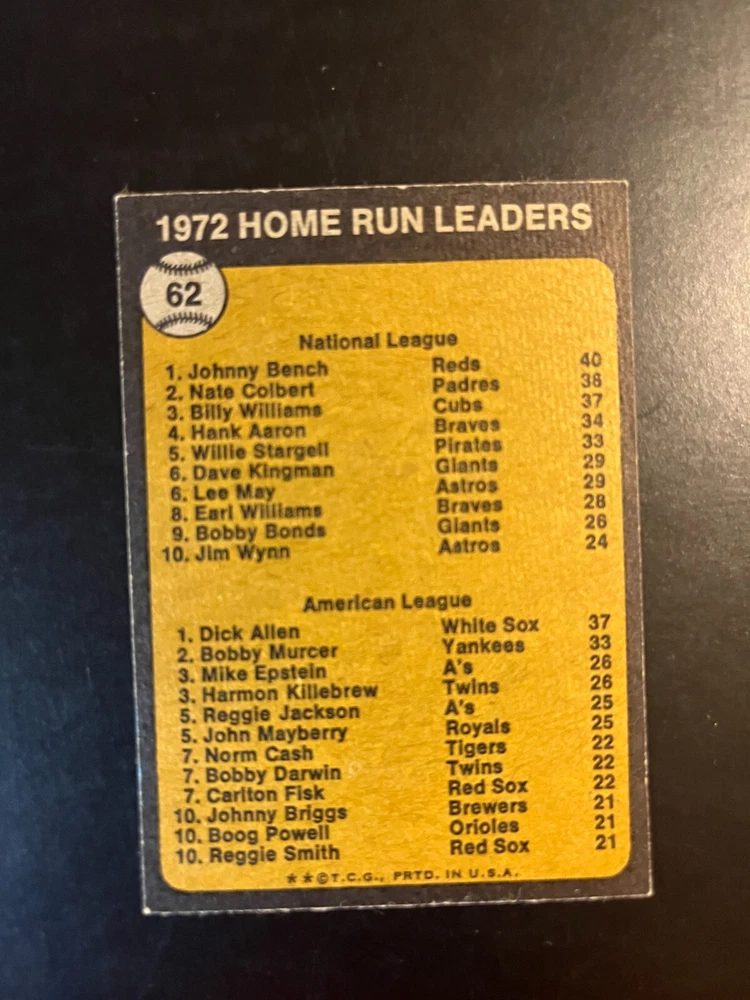 1972 HOME RUN LEADERS
62
National League
1. Johnny Bench Reds 40
2. Nate Colbert Padres 38
3. Billy Williams Cubs 37
4. Hank Aaron Braves 34
5. Willie Stargell Pirates 33
6. Dave Kingman Giants 29
6. Lee May Astros 29
8. Earl Williams Braves 28
9. Bobby Bonds Giants 26
10. Jim Wynn Astros 24
American League
1. Dick Allen White Sox 37
2. Bobby Murcer Yankees 33
3. Mike Epstein A's 26
3. Harmon Killebrew Twins 26
5. Reggie Jackson A's 25
5. John Mayberry Royals 25
7. Norm Cash Tigers 22
7. Bobby Darwin Twins 22
7. Carlton Fisk Red Sox 22
10. Johnny Briggs Brewers 21
10. Boog Powell Orioles 21
10. Reggie Smith Red Sox 21
**©T.C.G., PRTD. IN U.S.A.